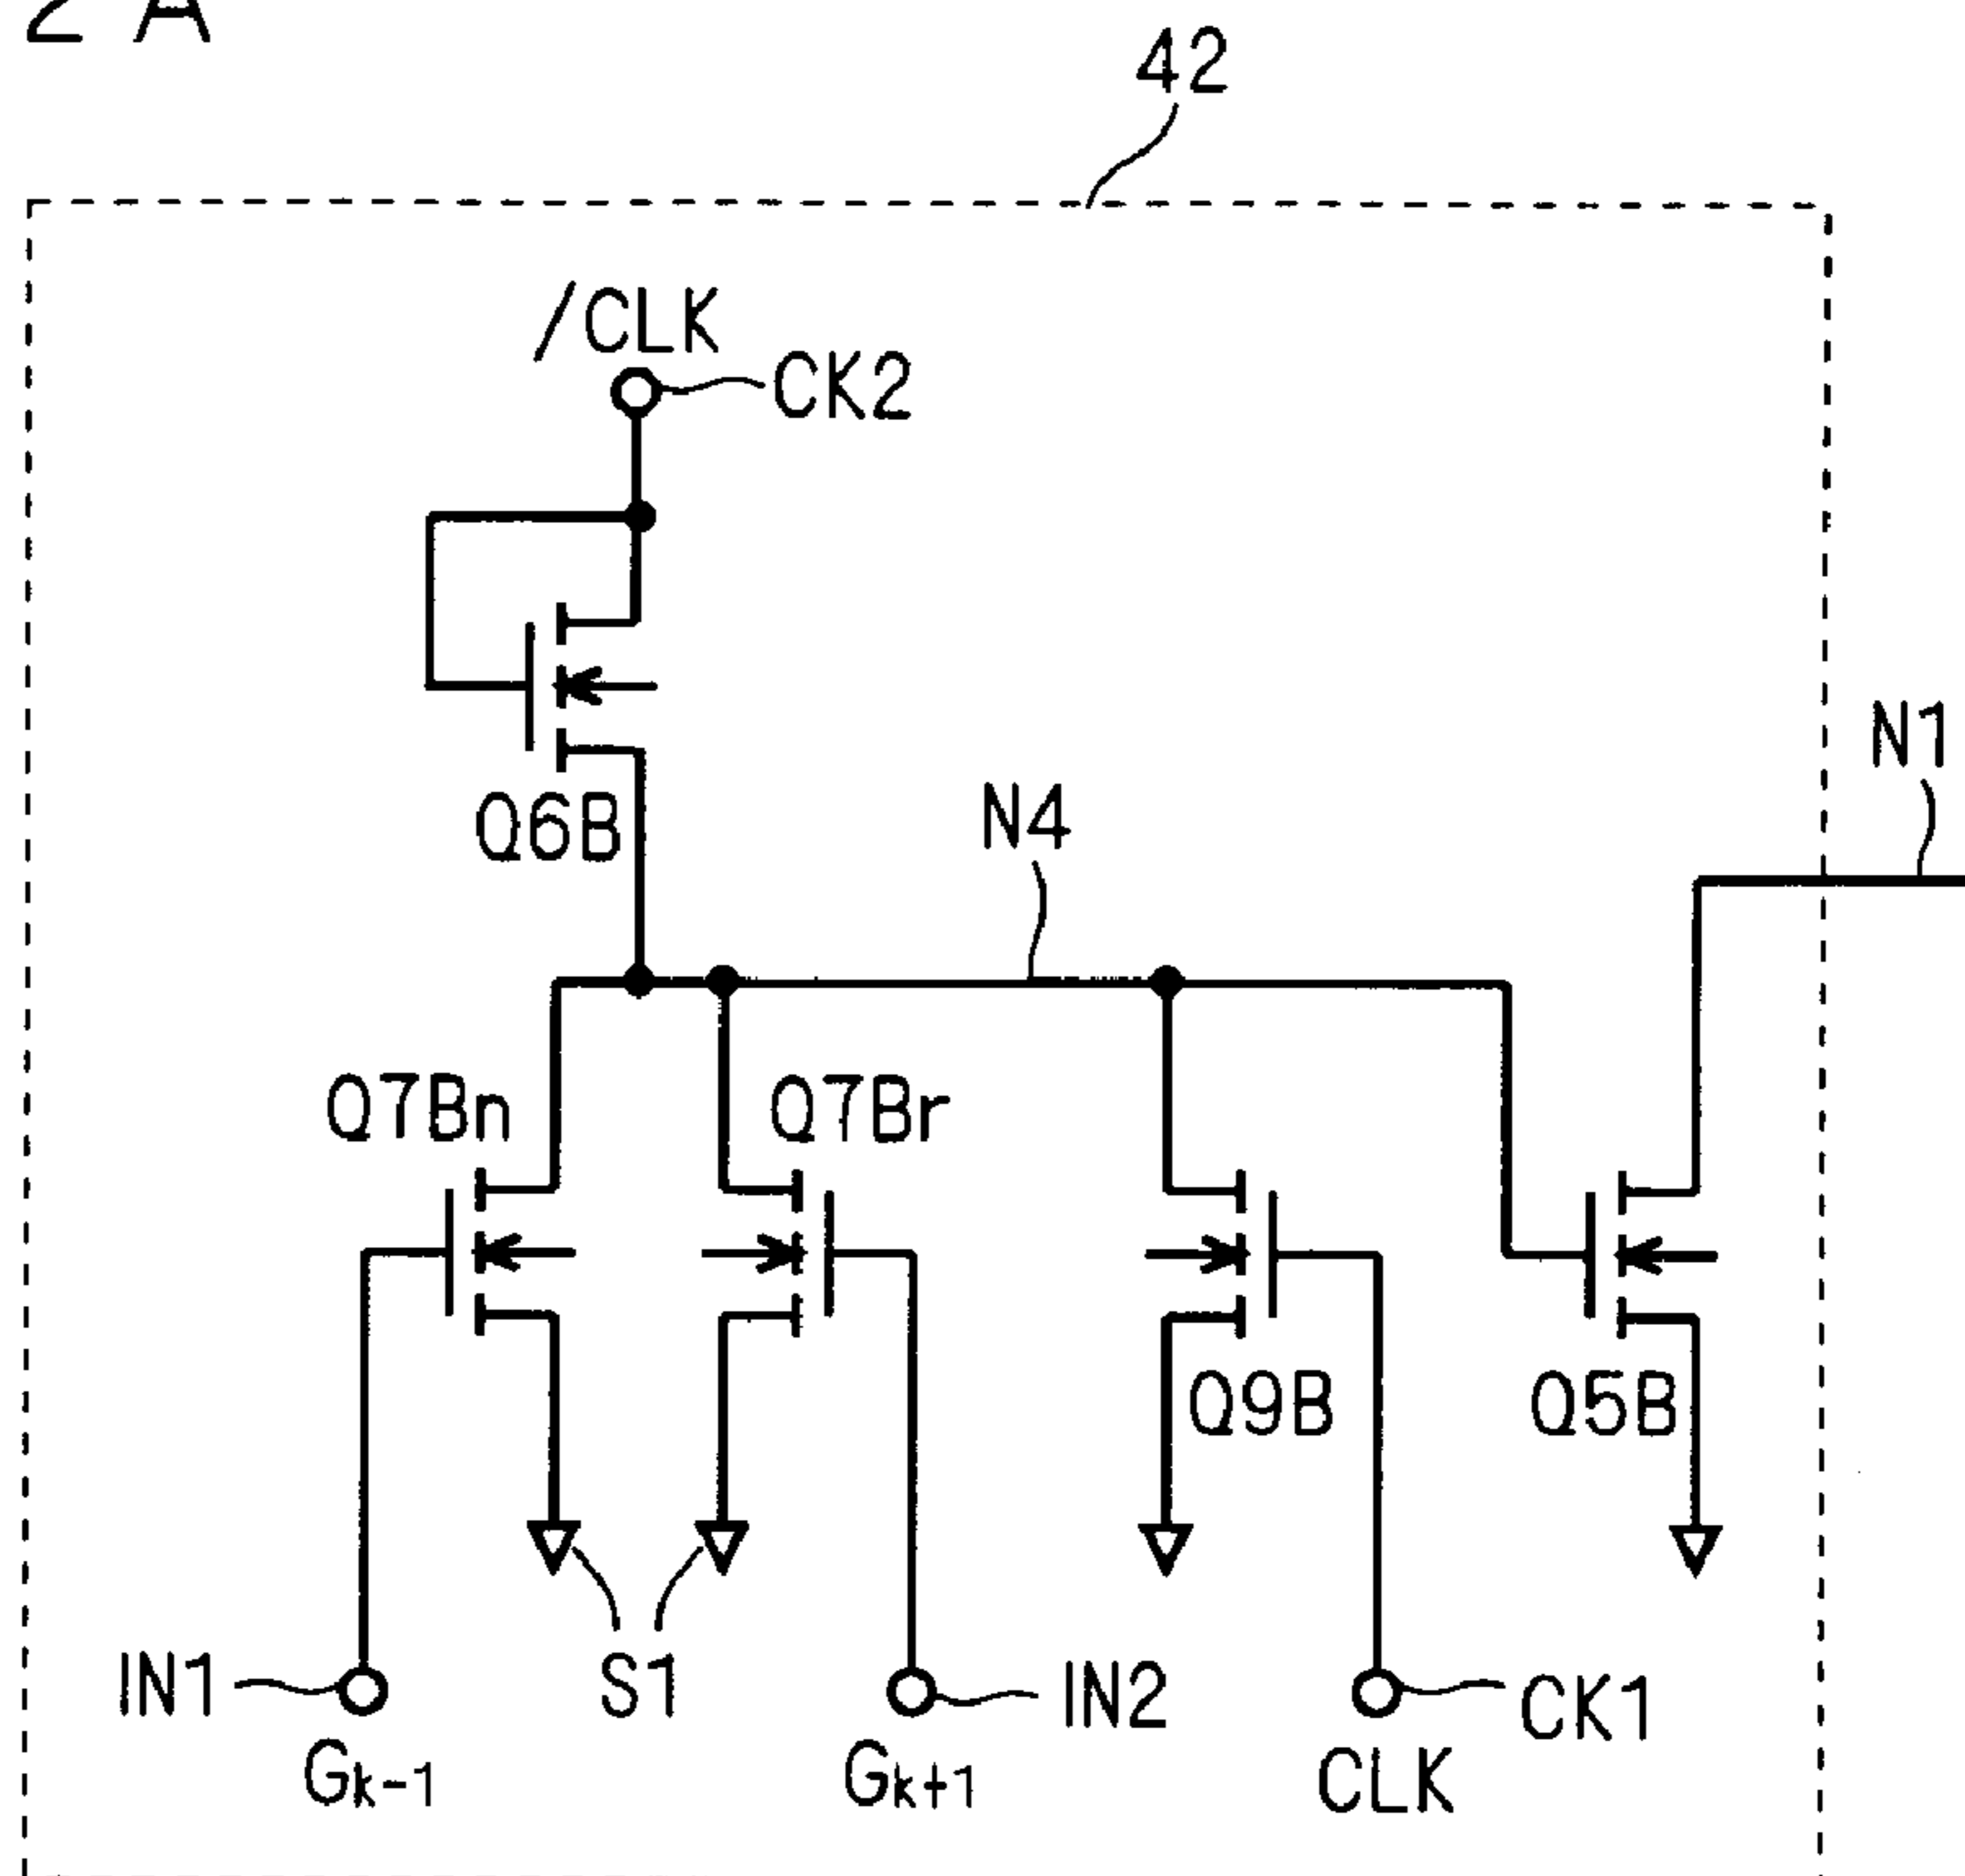 2 A
42
/CLK
CK2
Q6B
N4
N1
Q7Bn
Q7Br
Q9B
Q5B
IN1
S1
IN2
CK1
Gk-1
Gk+1
CLK